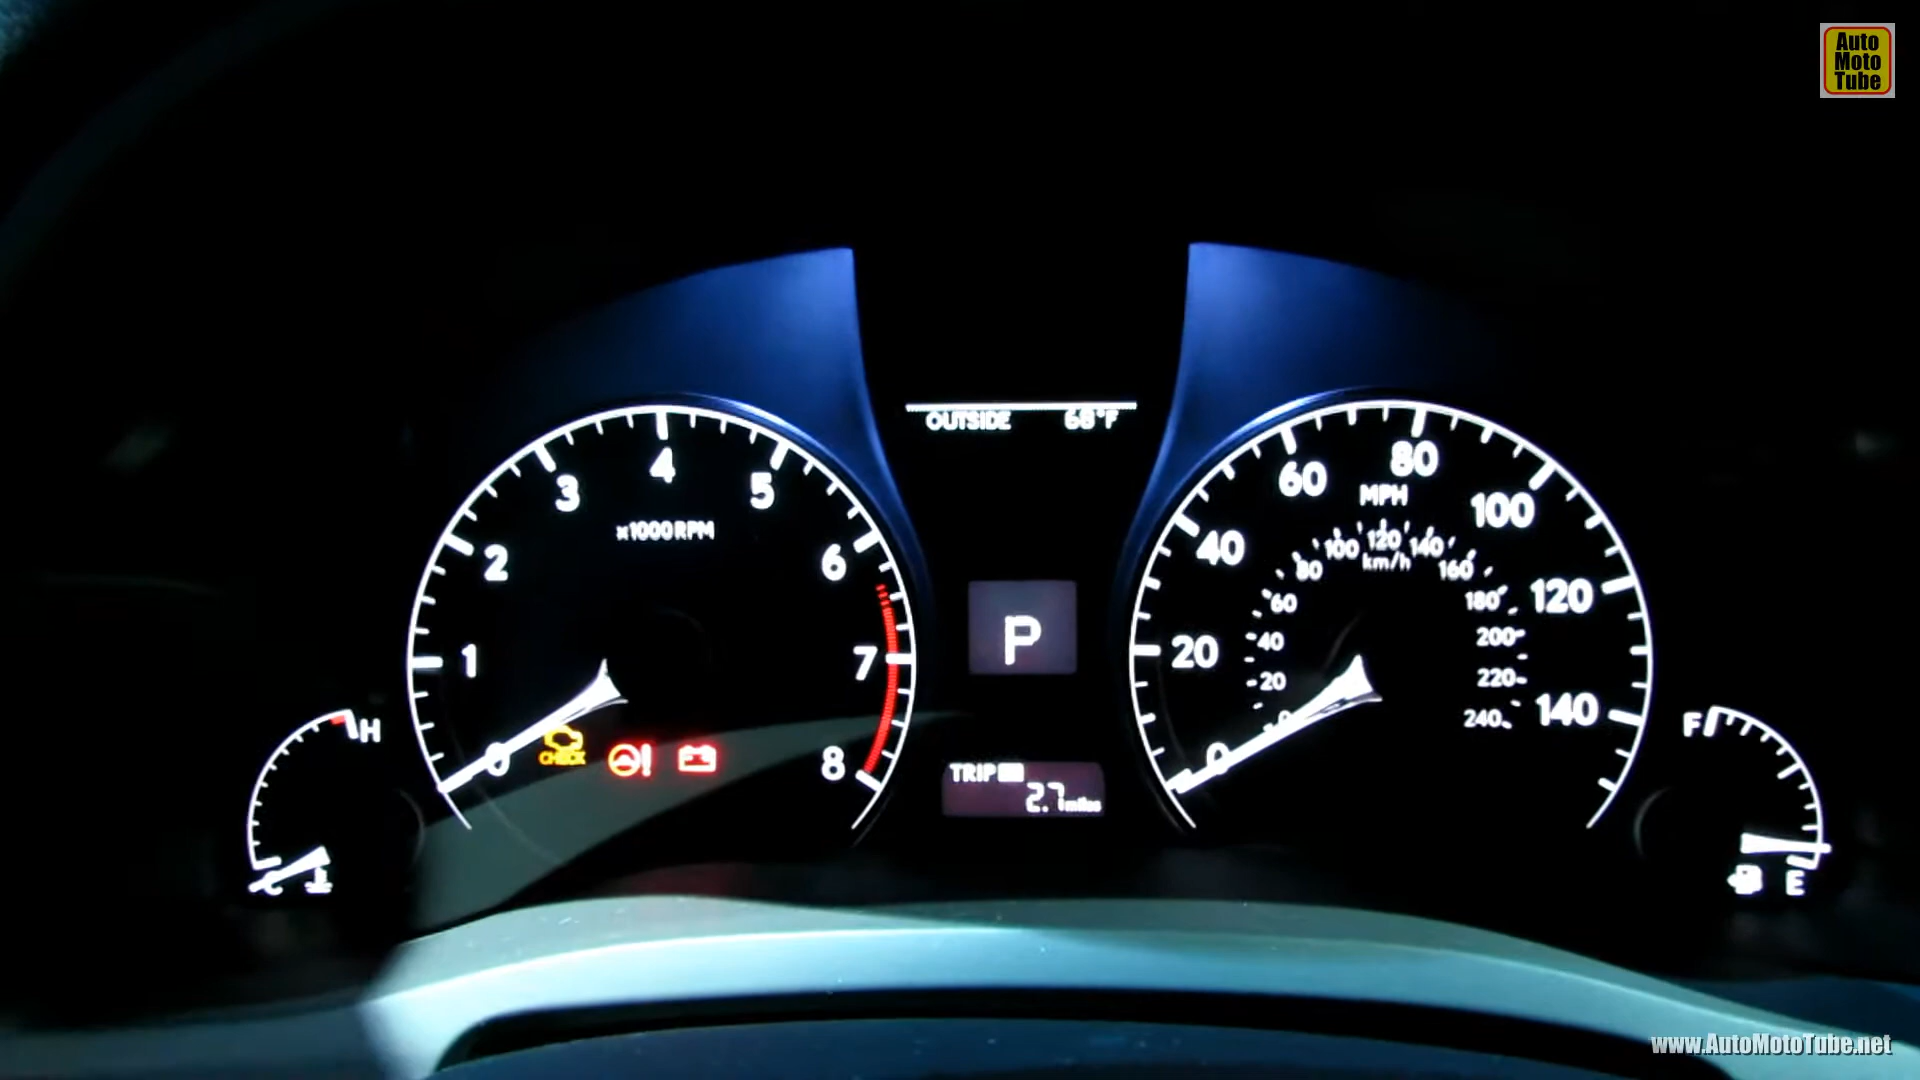 Auto
Moto
Tube
OUTSIDE 68°F
0 1 2 3 4 5 6 7 8
x1000RPM
CHECK
H
C
P
TRIP
2.7miles
0 20 40 60 80 100 120 140
MPH
0 20 40 60 80 100 120 140 160 180 200 220 240
km/h
F
E
www.AutoMotoTube.net